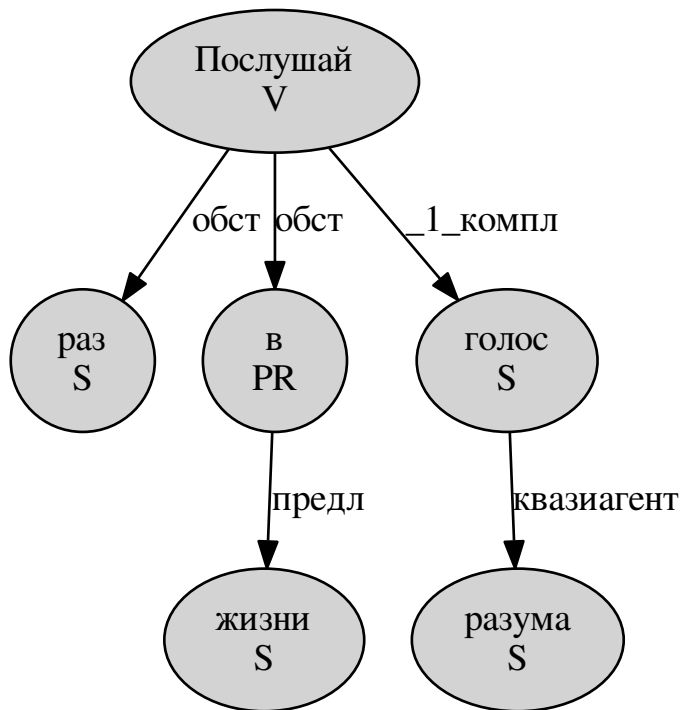 Послушай
V
обст
обст
_1_компл
раз
S
в
PR
голос
S
предл
квазиагент
жизни
S
разума
S